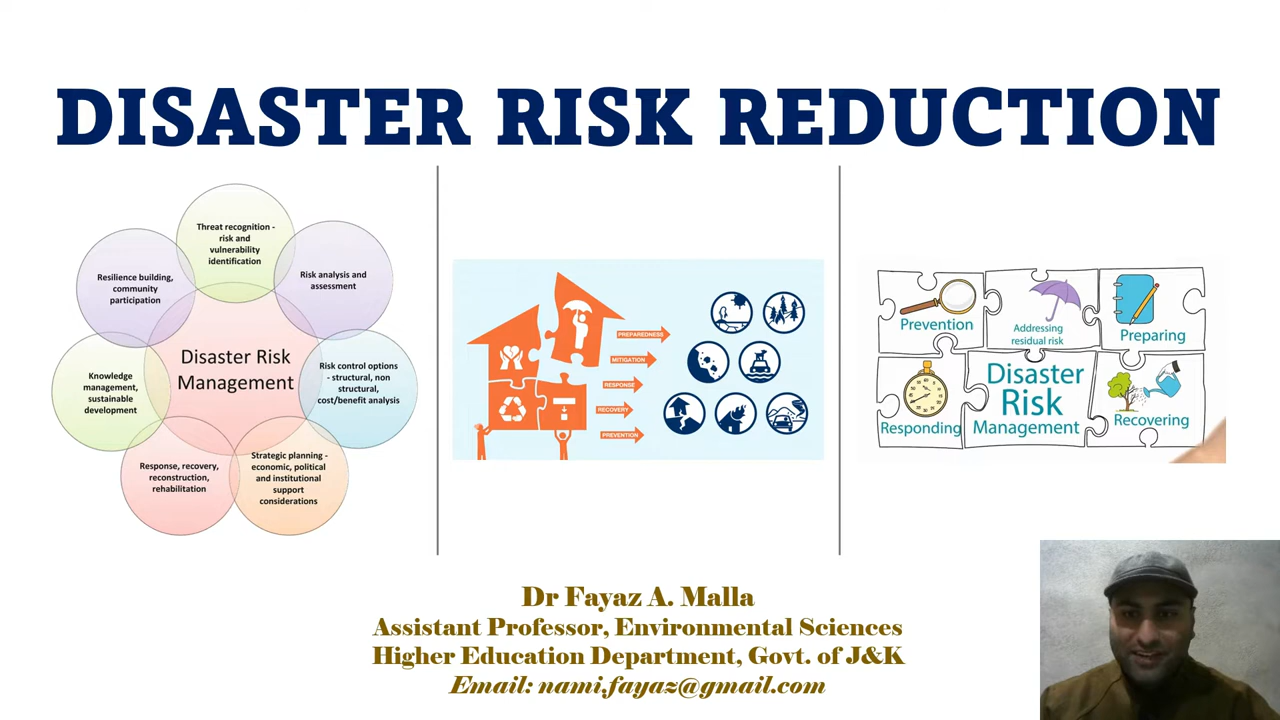 DISASTER RISK REDUCTION
Threat recognition -
risk and
vulnerability
identification
Risk analysis and
assessment
Risk control options
- structural, non
structural,
cost/benefit analysis
Strategic planning -
economic, political
and institutional
support
considerations
Response, recovery,
reconstruction,
rehabilitation
Knowledge
management,
sustainable
development
Resilience building,
community
participation
Disaster Risk
Management
PREPAREDNESS
MITIGATION
RESPONSE
RECOVERY
PREVENTION
Prevention
Addressing
residual risk
Preparing
Responding
Disaster
Risk
Management
Recovering
Dr Fayaz A. Malla
Assistant Professor, Environmental Sciences
Higher Education Department, Govt. of J&K
Email: nami,fayaz@gmail.com